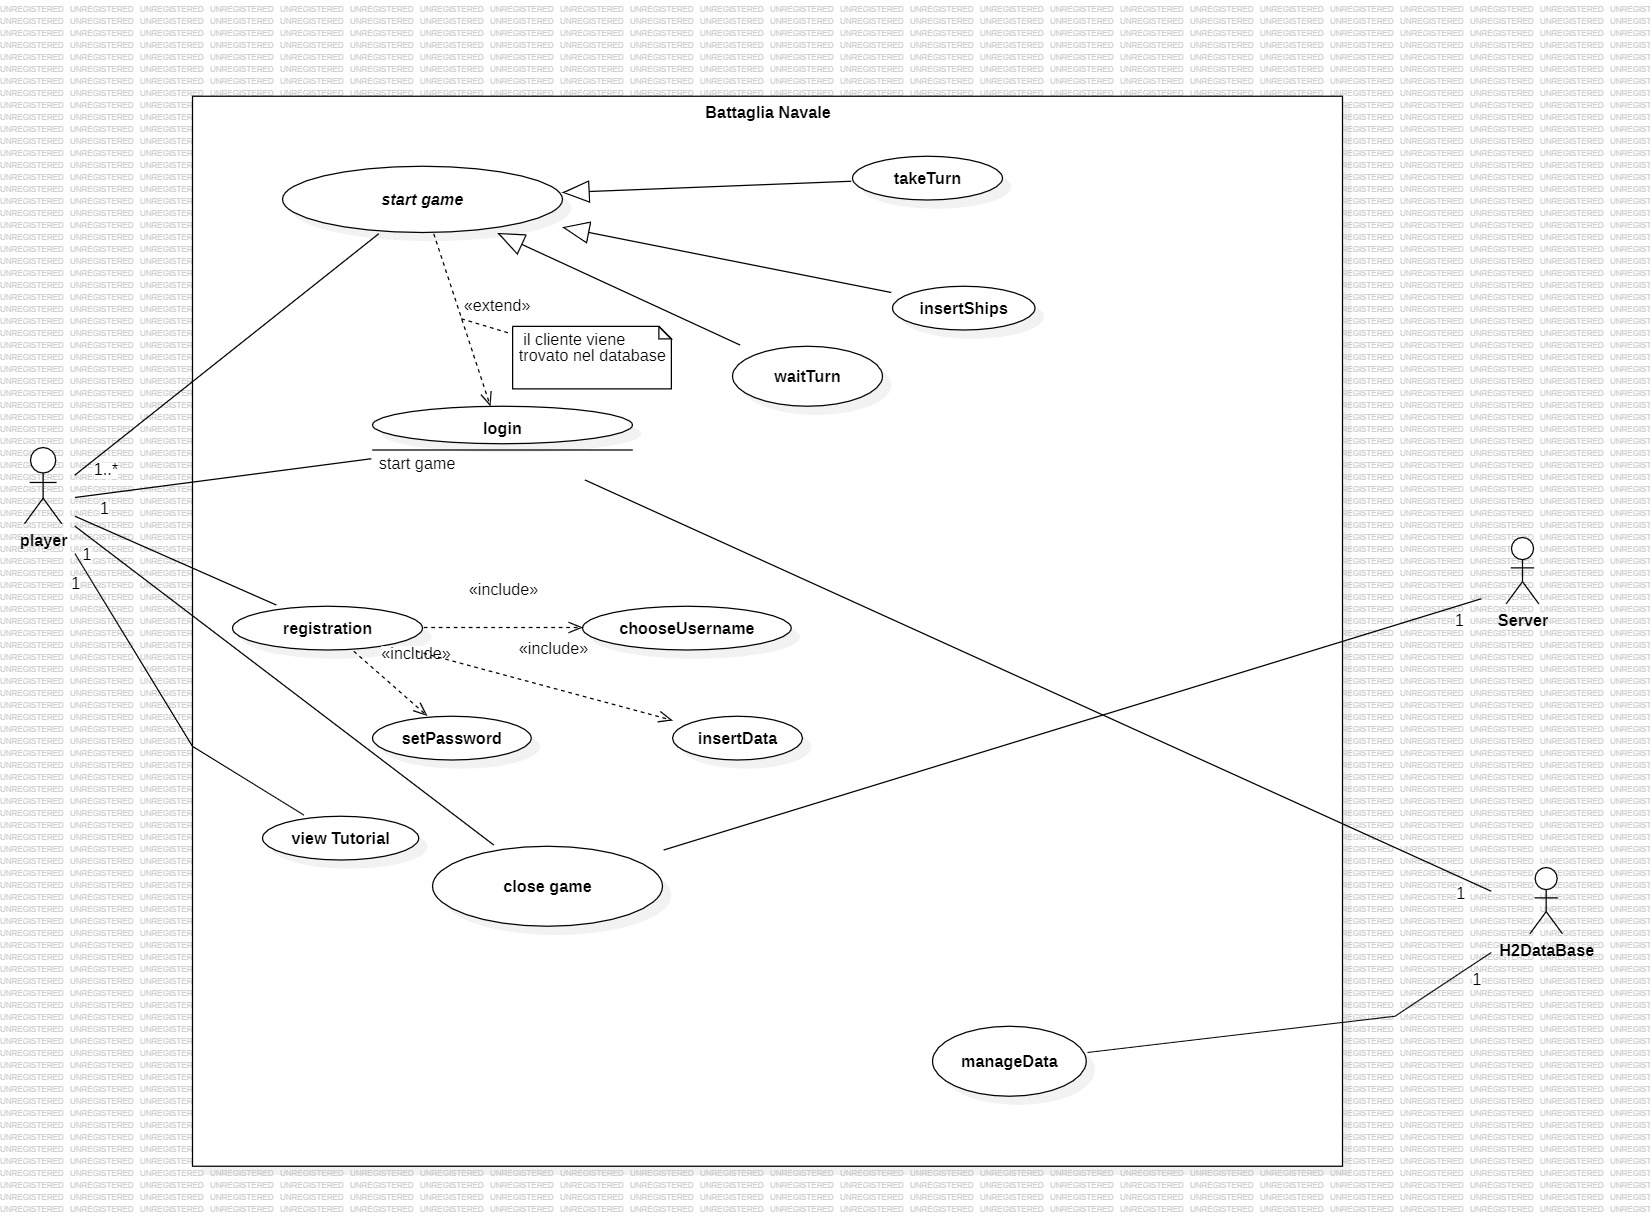 UNREGISTERED
Battaglia Navale
start game
takeTurn
«extend»
insertShips
il cliente viene
trovato nel database
waitTurn
login
start game
1..*
1
player
1
1
Server
1
«include»
registration
chooseUsername
«include»
«include»
setPassword
insertData
view Tutorial
close game
1
H2DataBase
1
manageData